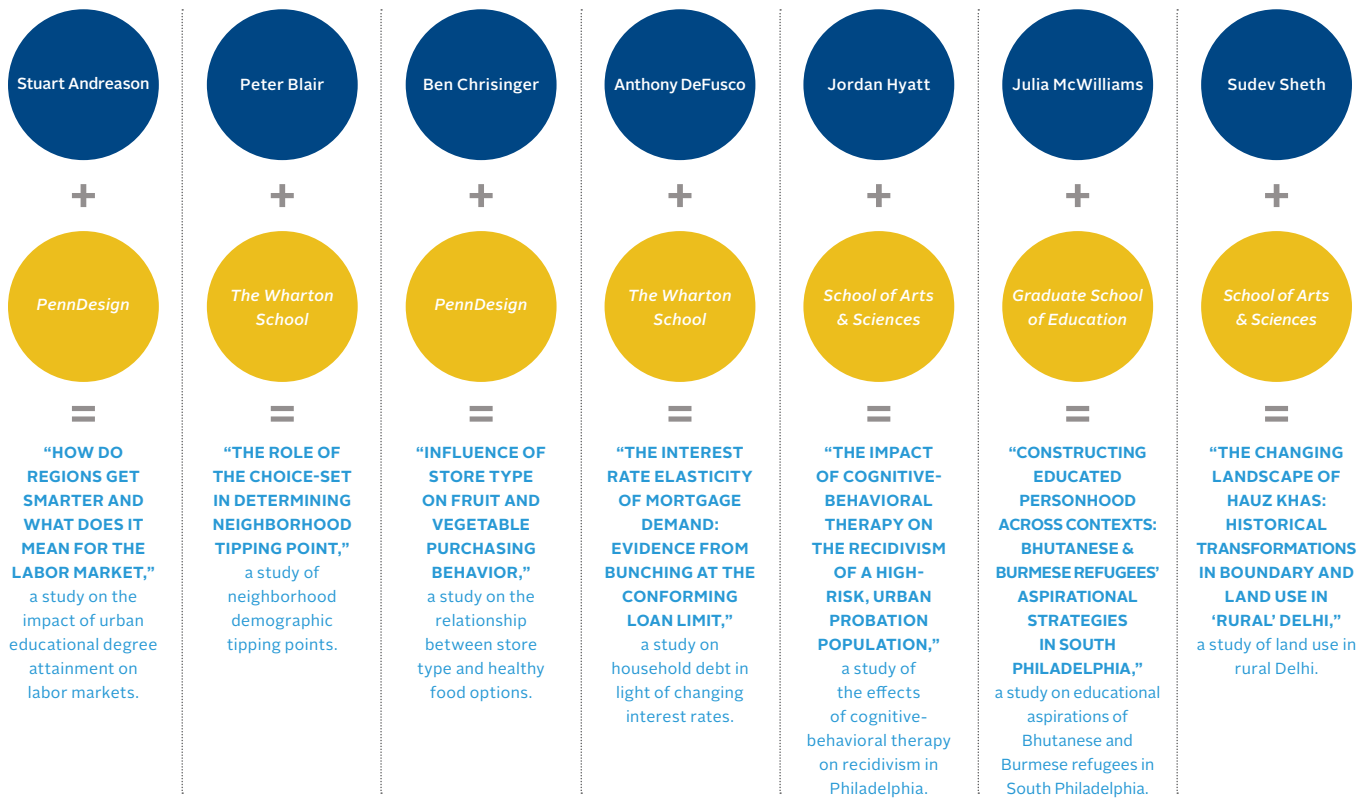 Stuart Andreason
+
PennDesign
=
“HOW DO
REGIONS GET
SMARTER AND
WHAT DOES IT
MEAN FOR THE
LABOR MARKET,”
a study on the
impact of urban
educational degree
attainment on
labor markets.
Peter Blair
+
The Wharton
School
=
“THE ROLE OF
THE CHOICE-SET
IN DETERMINING
NEIGHBORHOOD
TIPPING POINT,”
a study of
neighborhood
demographic
tipping points.
Ben Chrisinger
+
PennDesign
=
“INFLUENCE OF
STORE TYPE
ON FRUIT AND
VEGETABLE
PURCHASING
BEHAVIOR,”
a study on the
relationship
between store
type and healthy
food options.
Anthony DeFusco
+
The Wharton
School
=
“THE INTEREST
RATE ELASTICITY
OF MORTGAGE
DEMAND:
EVIDENCE FROM
BUNCHING AT THE
CONFORMING
LOAN LIMIT,”
a study on
household debt in
light of changing
interest rates.
Jordan Hyatt
+
School of Arts
& Sciences
=
“THE IMPACT
OF COGNITIVE-
BEHAVIORAL
THERAPY ON
THE RECIDIVISM
OF A HIGH-
RISK, URBAN
PROBATION
POPULATION,”
a study of
the effects
of cognitive-
behavioral therapy
on recidivism in
Philadelphia.
Julia McWilliams
+
Graduate School
of Education
=
“CONSTRUCTING
EDUCATED
PERSONHOOD
ACROSS CONTEXTS:
BHUTANESE &
BURMESE REFUGEES’
ASPIRATIONAL
STRATEGIES
IN SOUTH
PHILADELPHIA,”
a study on educational
aspirations of
Bhutanese and
Burmese refugees in
South Philadelphia.
Sudev Sheth
+
School of Arts
& Sciences
=
“THE CHANGING
LANDSCAPE OF
HAUZ KHAS:
HISTORICAL
TRANSFORMATIONS
IN BOUNDARY AND
LAND USE IN
‘RURAL’ DELHI,”
a study of land use in
rural Delhi.